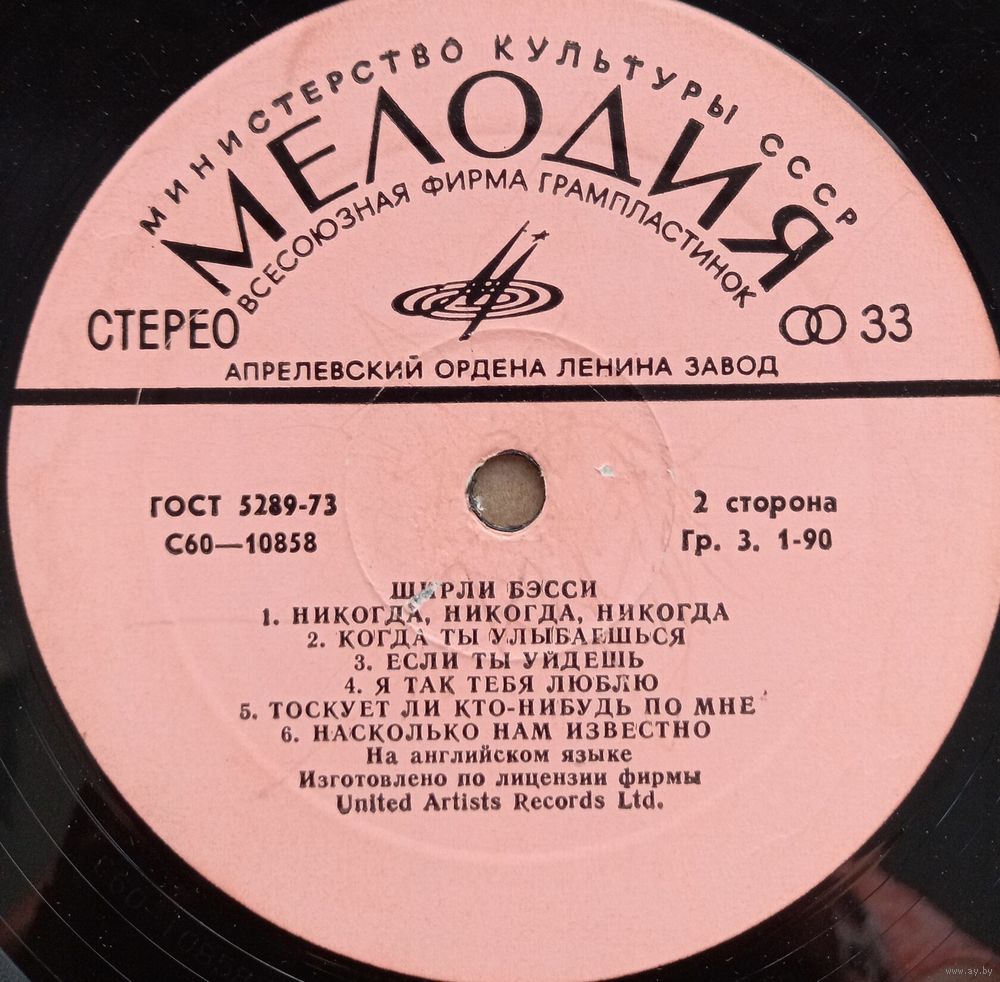 МИНИСТЕРСТВО КУЛЬТУРЫ СССР
МЕЛОДИЯ
ВСЕСОЮЗНАЯ ФИРМА ГРАМПЛАСТИНОК
СТЕРЕО
33
АПРЕЛЕВСКИЙ ОРДЕНА ЛЕНИНА ЗАВОД
ГОСТ 5289-73
С60—10858
2 сторона
Гр. 3. 1-90
ШИРЛИ БЭССИ
1. НИКОГДА, НИКОГДА, НИКОГДА
2. КОГДА ТЫ УЛЫБАЕШЬСЯ
3. ЕСЛИ ТЫ УЙДЕШЬ
4. Я ТАК ТЕБЯ ЛЮБЛЮ
5. ТОСКУЕТ ЛИ КТО-НИБУДЬ ПО МНЕ
6. НАСКОЛЬКО НАМ ИЗВЕСТНО
На английском языке
Изготовлено по лицензии фирмы
United Artists Records Ltd.
www.ay.by